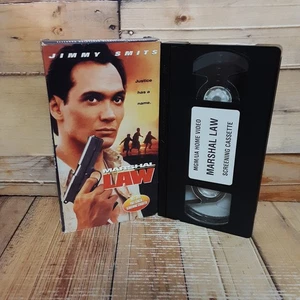 JIMMY SMITS
Justice
has a
name.
MARSHAL
LAW
MGM/UA HOME VIDEO
MARSHAL LAW
SCREENING CASSETTE